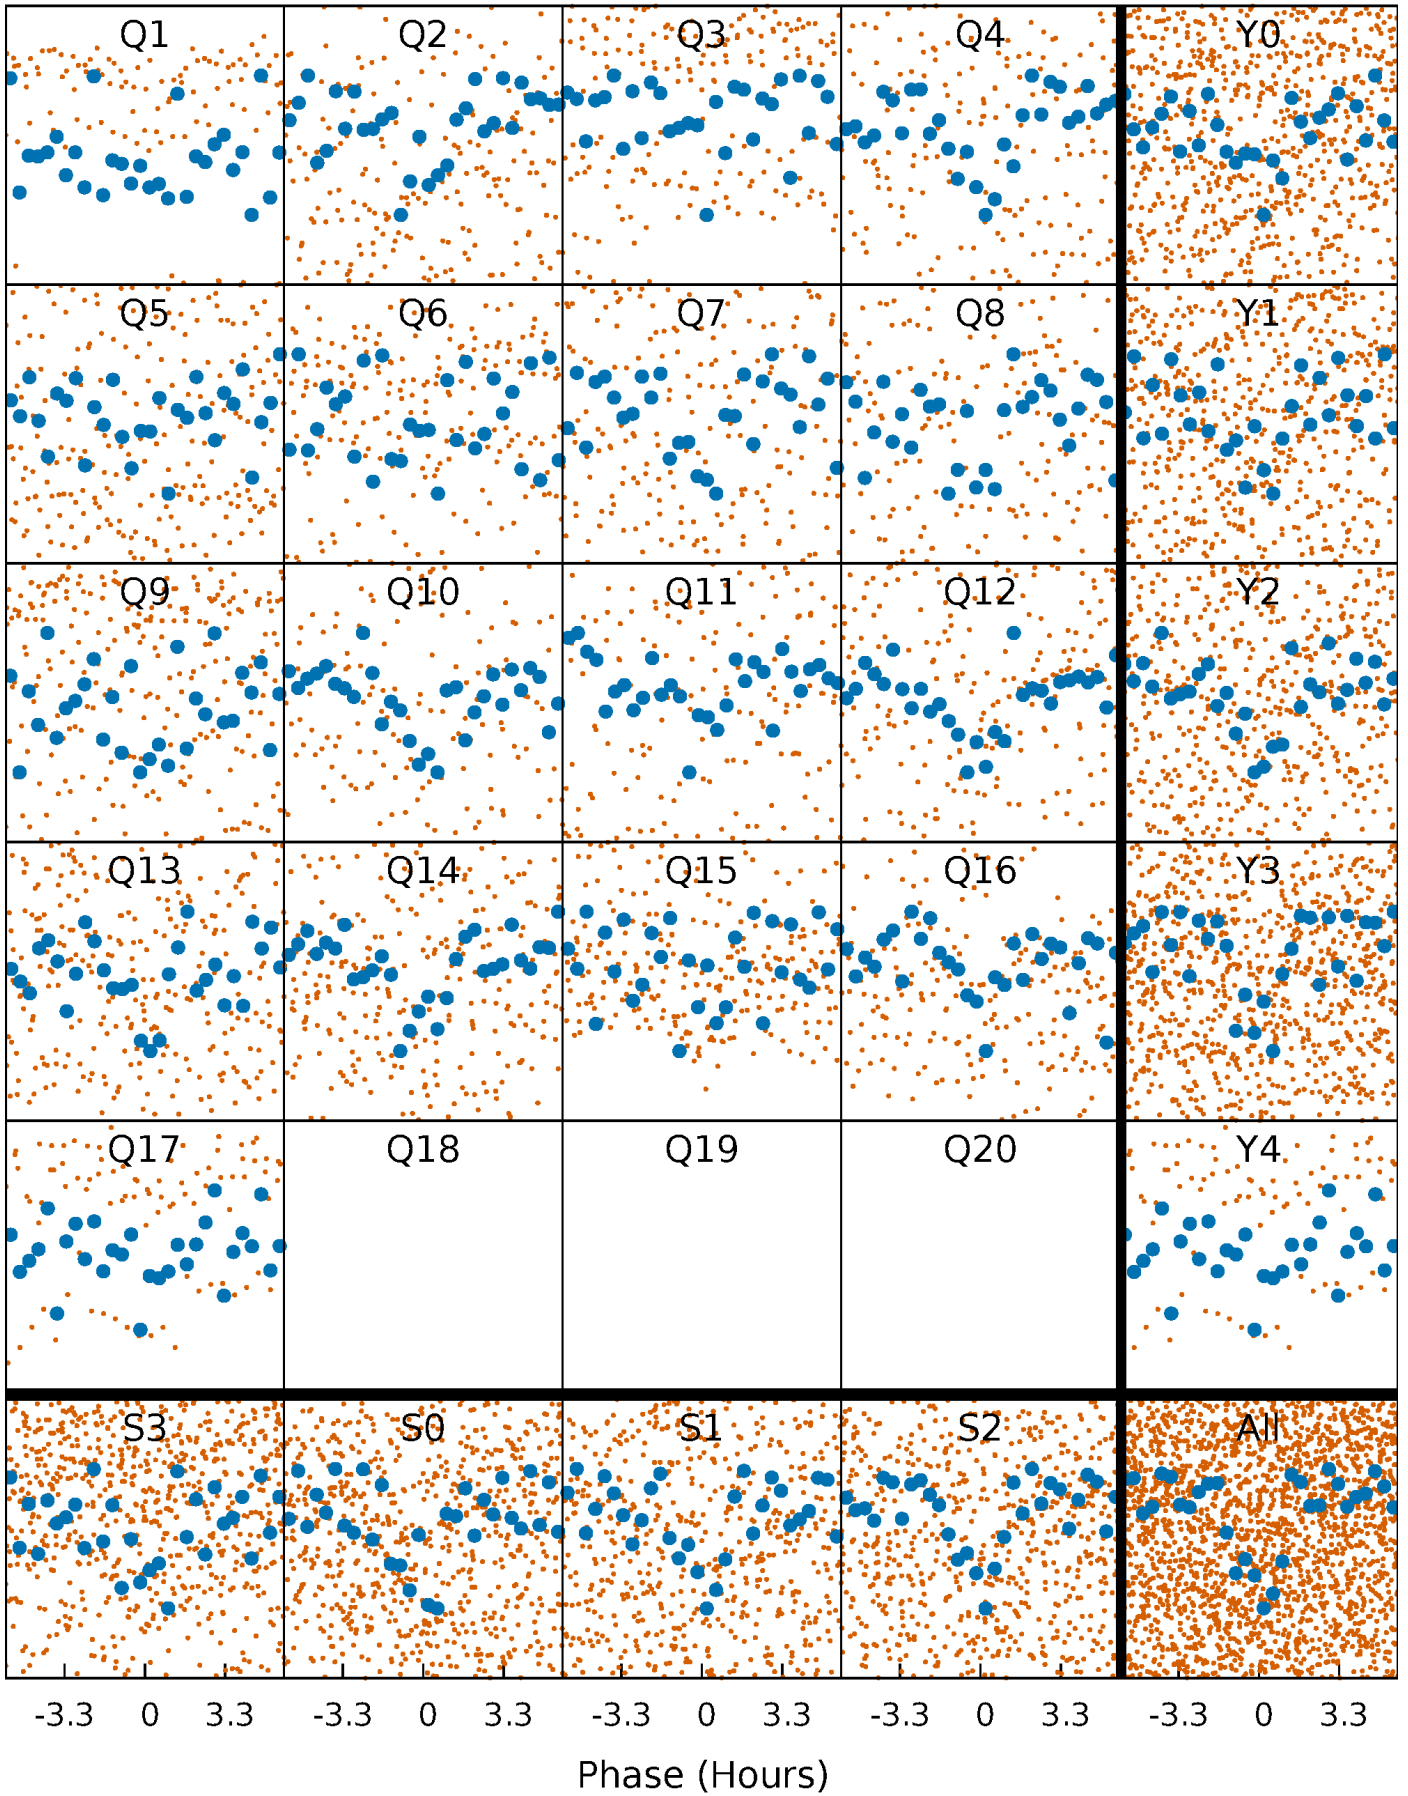 Q1 Q2 Q3 Q4 Y0
Q5 Q6 Q7 Q8 Y1
Q9 Q10 Q11 Q12 Y2
Q13 Q14 Q15 Q16 Y3
Q17 Q18 Q19 Q20 Y4
S3 S0 S1 S2 All
-3.3 0 3.3 -3.3 0 3.3 -3.3 0 3.3 -3.3 0 3.3 -3.3 0 3.3
Phase (Hours)